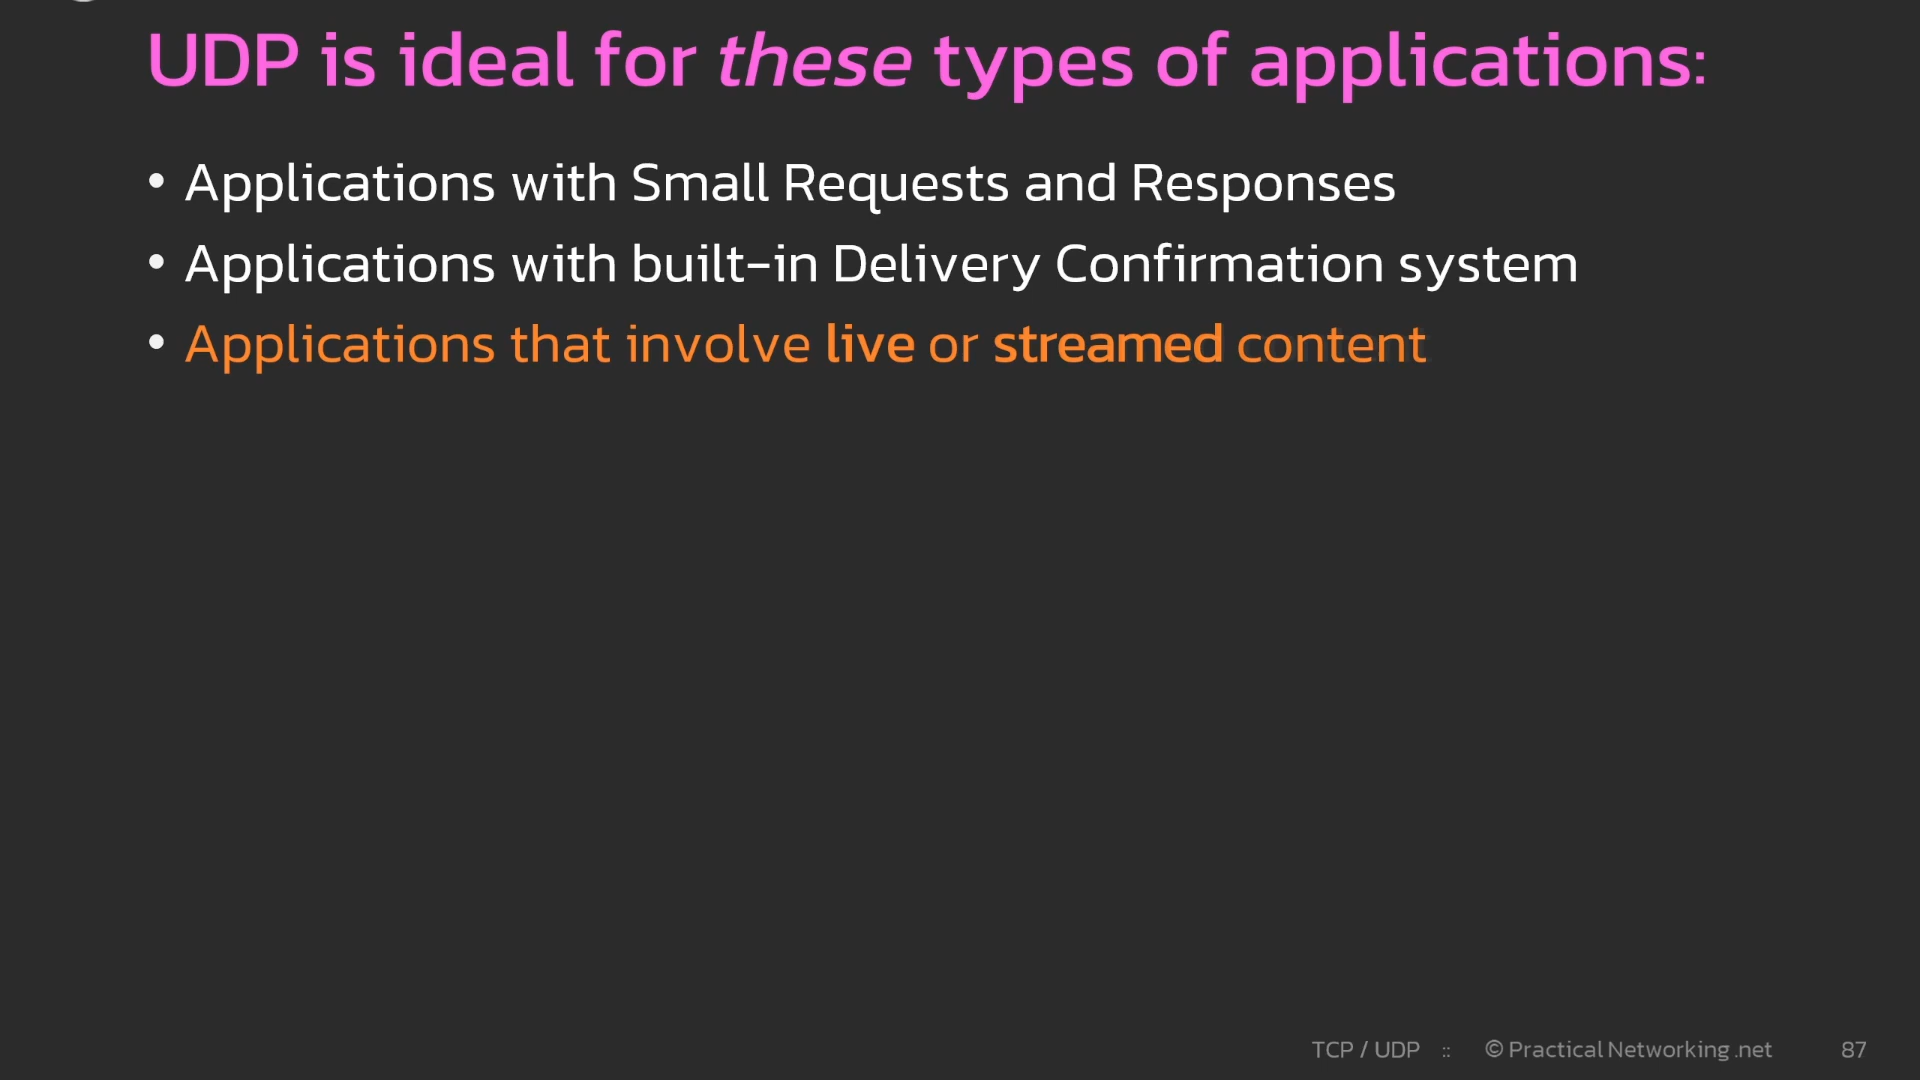 UDP is ideal for these types of applications:
• Applications with Small Requests and Responses
• Applications with built-in Delivery Confirmation system
• Applications that involve live or streamed content
TCP / UDP :: © Practical Networking .net 87